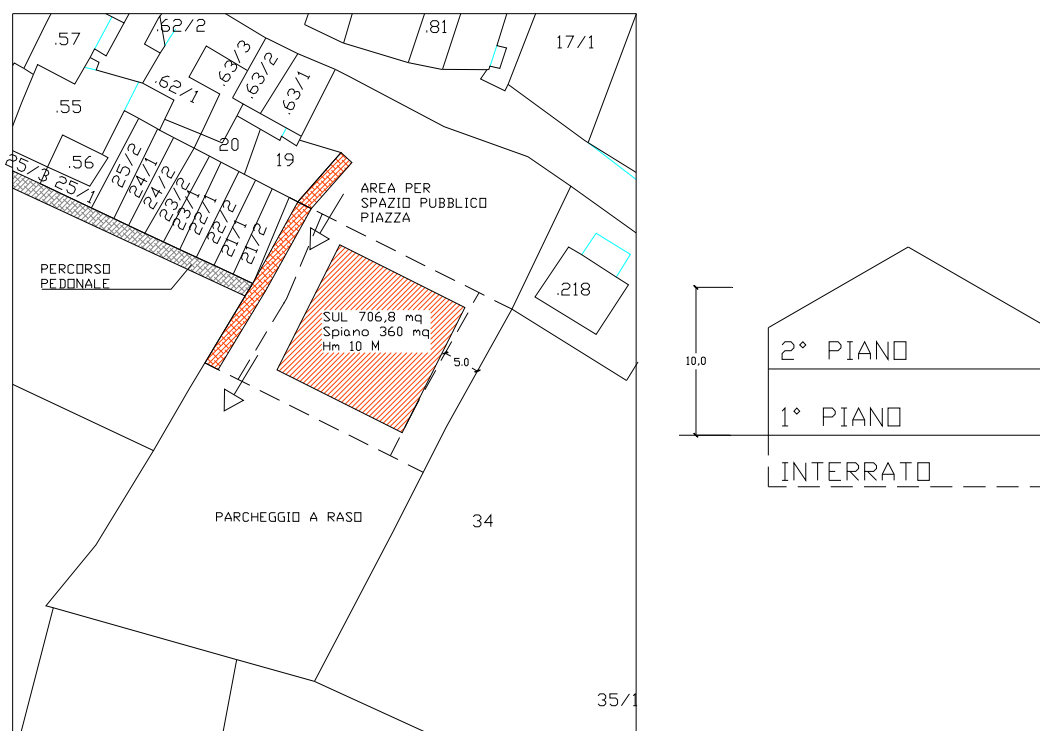 .57
.62/2
.81
17/1
.63/3
.63/2
.63/1
.62/1
.55
.56
20
19
25/3
25/1
25/2
24/1
24/2
23/2
23/1
22/1
22/2
21/1
21/2
AREA PER
SPAZIO PUBBLICO
PIAZZA
PERCORSO
PEDONALE
.218
SUL 706,8 mq
Spiano 360 mq
Hm 10 M
5.0
PARCHEGGIO A RASO
34
35/1
10,0
2° PIANO
1° PIANO
INTERRATO